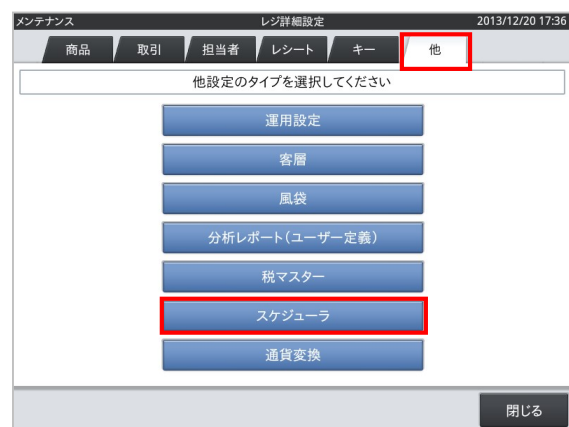 メンテナンス レジ詳細設定 2013/12/20 17:36
商品 取引 担当者 レシート キー 他
他設定のタイプを選択してください
運用設定
客層
風袋
分析レポート(ユーザー定義)
税マスター
スケジューラ
通貨変換
閉じる